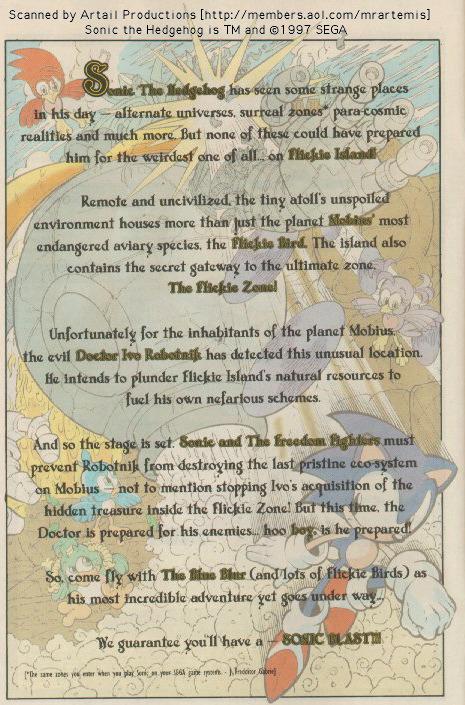 Scanned by Artail Productions [http://members.aol.com/mrartemis]
Sonic the Hedgehog is TM and ©1997 SEGA
Sonic The Hedgehog has seen some strange places
in his day — alternate universes, surreal zones* para-cosmic
realities and much more. But none of these could have prepared
him for the weirdest one of all... on Flickie Island!
Remote and uncivilized, the tiny atoll's unspoiled
environment houses more than just the planet Mobius' most
endangered aviary species, the Flickie Bird. The island also
contains the secret gateway to the ultimate zone.
The Flickie Zone!
Unfortunately for the inhabitants of the planet Mobius,
the evil Doctor Ivo Robotnik has detected this unusual location.
He intends to plunder Flickie Island's natural resources to
fuel his own nefarious schemes.
And so the stage is set. Sonic and The Freedom Fighters must
prevent Robotnik from destroying the last pristine eco-system
on Mobius — not to mention stopping Ivo's acquisition of the
hidden treasure inside the Flickie Zone! But this time, the
Doctor is prepared for his enemies... hoo boy, is he prepared!
So, come fly with The Blue Blur (and lots of Flickie Birds) as
his most incredible adventure yet goes under way...
We guarantee you'll have a — SONIC BLAST!!!
[*The same zones you enter when you play Sonic on your SEGA game systems. - J. Fredditor Gabrie]